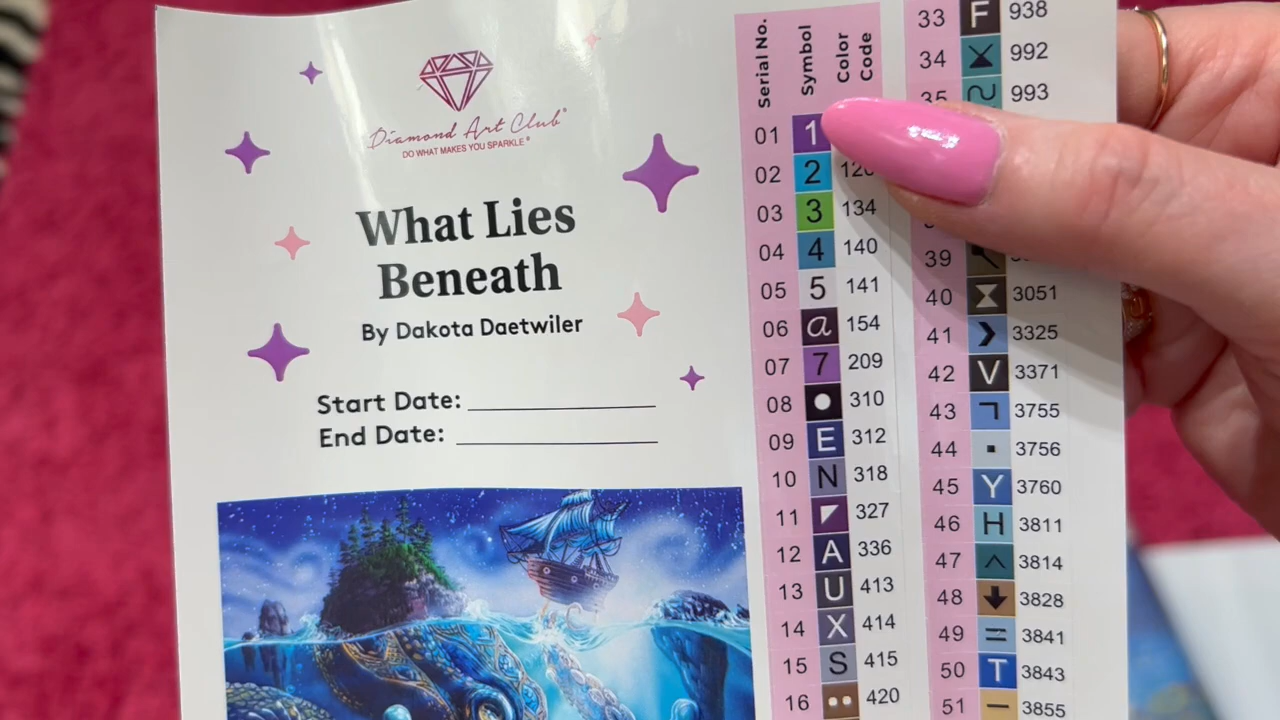 Diamond Art Club®
DO WHAT MAKES YOU SPARKLE®
What Lies
Beneath
By Dakota Daetwiler
Start Date:
End Date:
Serial No. Symbol Color Code
01 1
02 2
03 3 134
04 4 140
05 5 141
06 a 154
07 7 209
08 ● 310
09 E 312
10 N 318
11 ◤ 327
12 A 336
13 U 413
14 X 414
15 S 415
16 •• 420
33 F 938
34 992
35 993
39
40 3051
41 ❯ 3325
42 V 3371
43 ¬ 3755
44 ▪ 3756
45 Y 3760
46 H 3811
47 ^ 3814
48 ↓ 3828
49 = 3841
50 T 3843
51 – 3855